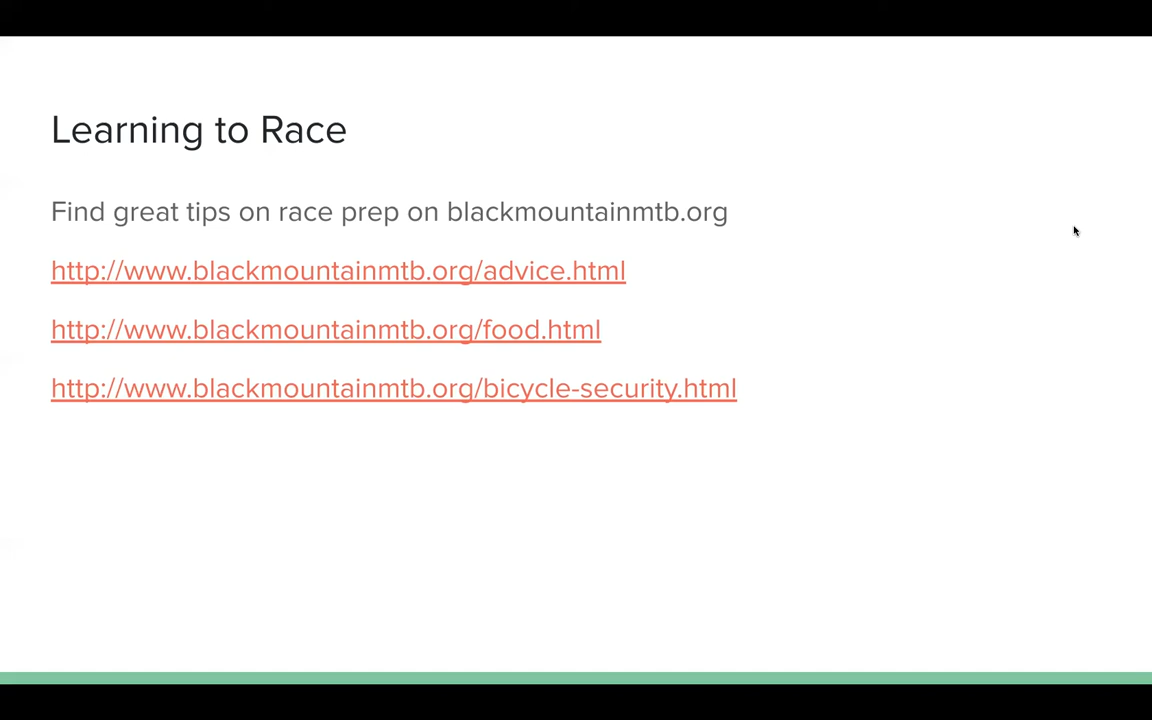 Learning to Race
Find great tips on race prep on blackmountainmtb.org
http://www.blackmountainmtb.org/advice.html
http://www.blackmountainmtb.org/food.html
http://www.blackmountainmtb.org/bicycle-security.html